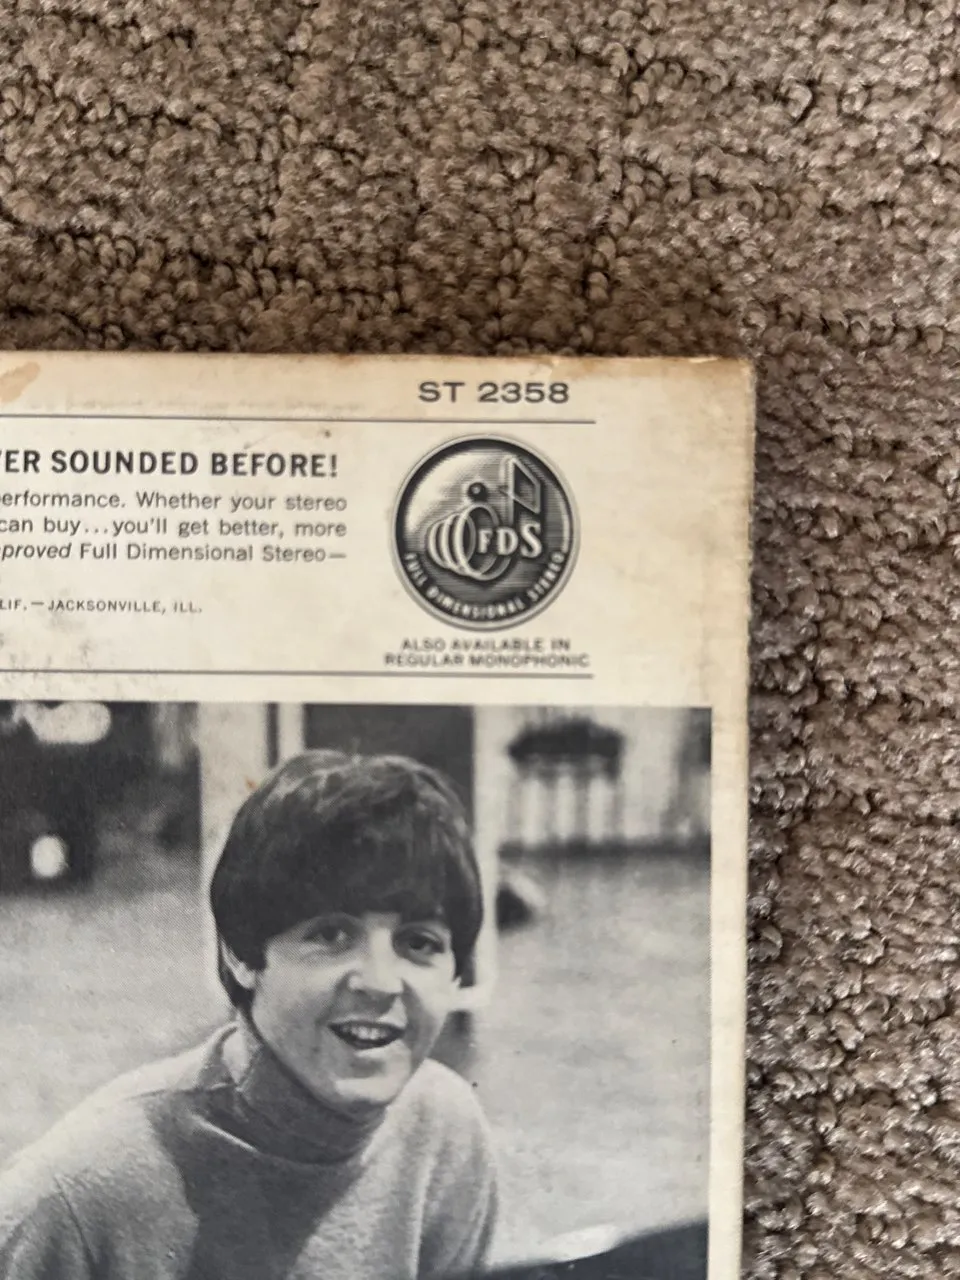 ST 2358
ER SOUNDED BEFORE!
erformance. Whether your stereo
can buy...you'll get better, more
proved Full Dimensional Stereo—
LIF.—JACKSONVILLE, ILL.
FDS
FULL DIMENSIONAL STEREO
ALSO AVAILABLE IN
REGULAR MONOPHONIC